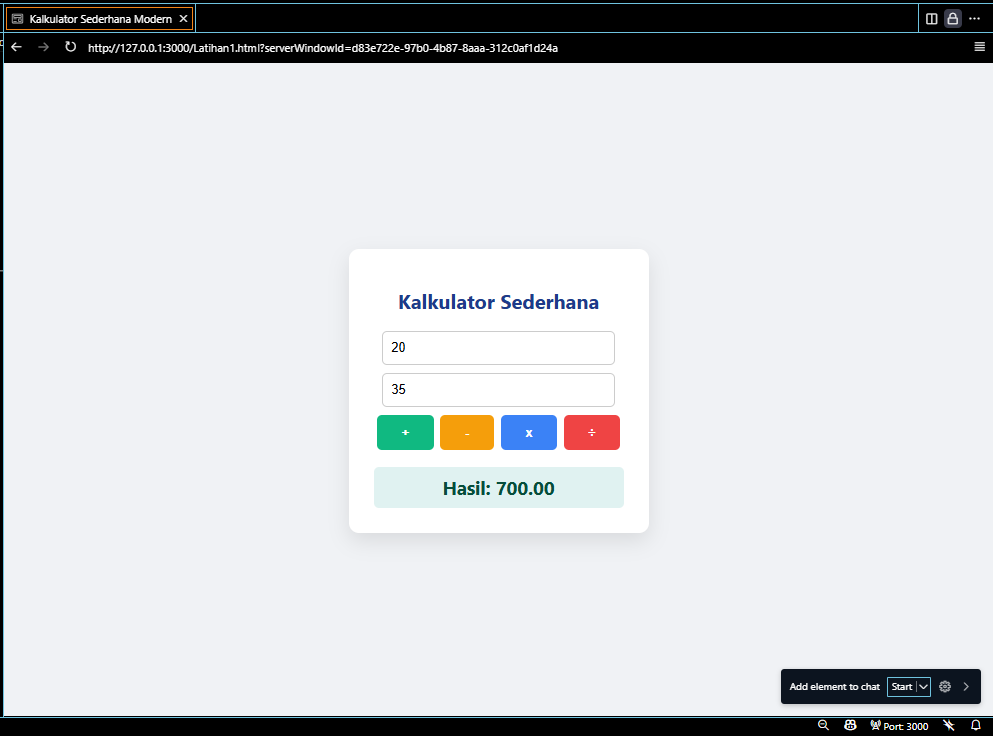 Kalkulator Sederhana Modern
http://127.0.0.1:3000/Latihan1.html?serverWindowId=d83e722e-97b0-4b87-8aaa-312c0af1d24a
Kalkulator Sederhana
20
35
+ - x ÷
Hasil: 700.00
Add element to chat Start
Port: 3000